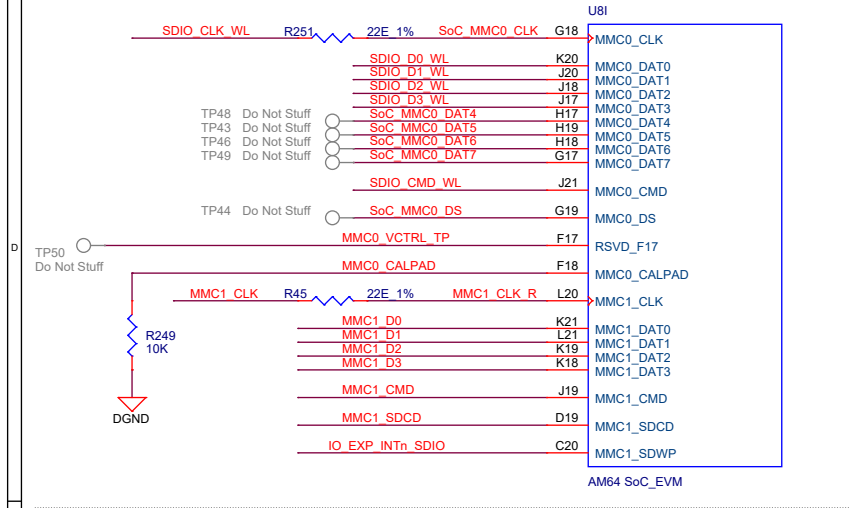 U8I
SDIO_CLK_WL R251 22E_1% SoC_MMC0_CLK G18 MMC0_CLK
SDIO_D0_WL K20 MMC0_DAT0
SDIO_D1_WL J20 MMC0_DAT1
SDIO_D2_WL J18 MMC0_DAT2
SDIO_D3_WL J17 MMC0_DAT3
TP48 Do Not Stuff SoC_MMC0_DAT4 H17 MMC0_DAT4
TP43 Do Not Stuff SoC_MMC0_DAT5 H19 MMC0_DAT5
TP46 Do Not Stuff SoC_MMC0_DAT6 H18 MMC0_DAT6
TP49 Do Not Stuff SoC_MMC0_DAT7 G17 MMC0_DAT7
SDIO_CMD_WL J21 MMC0_CMD
TP44 Do Not Stuff SoC_MMC0_DS G19 MMC0_DS
D TP50 MMC0_VCTRL_TP F17 RSVD_F17
Do Not Stuff
MMC0_CALPAD F18 MMC0_CALPAD
MMC1_CLK R45 22E_1% MMC1_CLK_R L20 MMC1_CLK
MMC1_D0 K21 MMC1_DAT0
R249 MMC1_D1 L21 MMC1_DAT1
10K MMC1_D2 K19 MMC1_DAT2
MMC1_D3 K18 MMC1_DAT3
MMC1_CMD J19 MMC1_CMD
DGND MMC1_SDCD D19 MMC1_SDCD
IO_EXP_INTn_SDIO C20 MMC1_SDWP
AM64 SoC_EVM